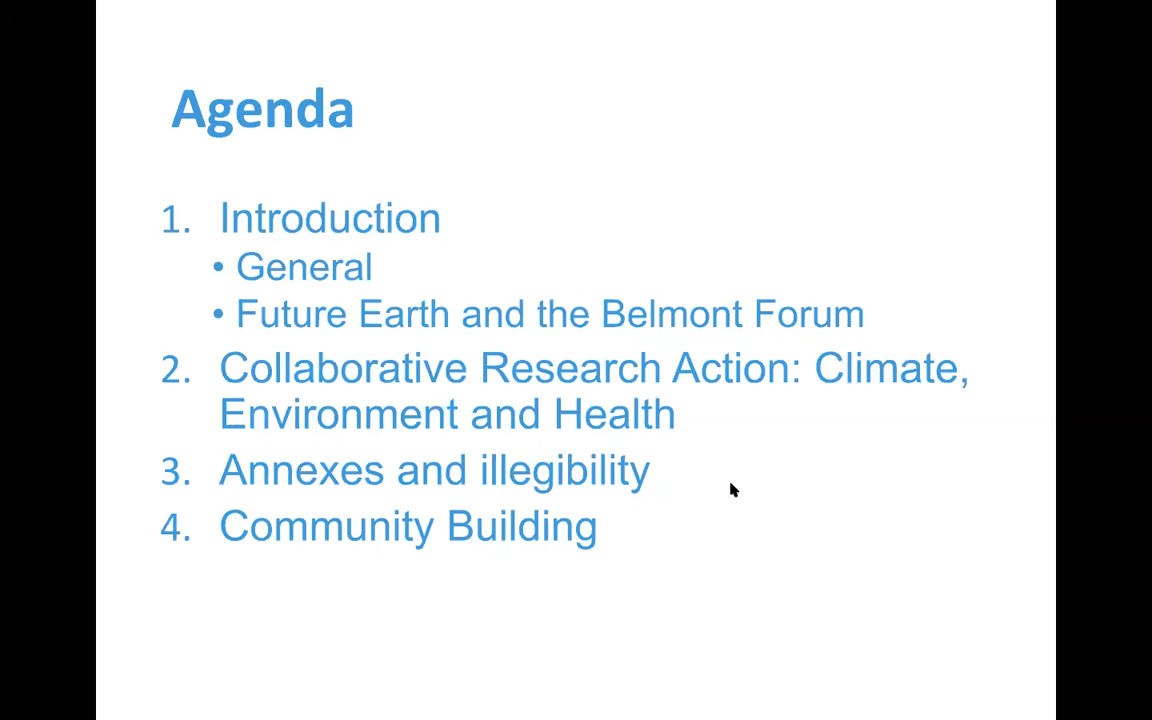 Agenda
1. Introduction
• General
• Future Earth and the Belmont Forum
2. Collaborative Research Action: Climate,
Environment and Health
3. Annexes and illegibility
4. Community Building